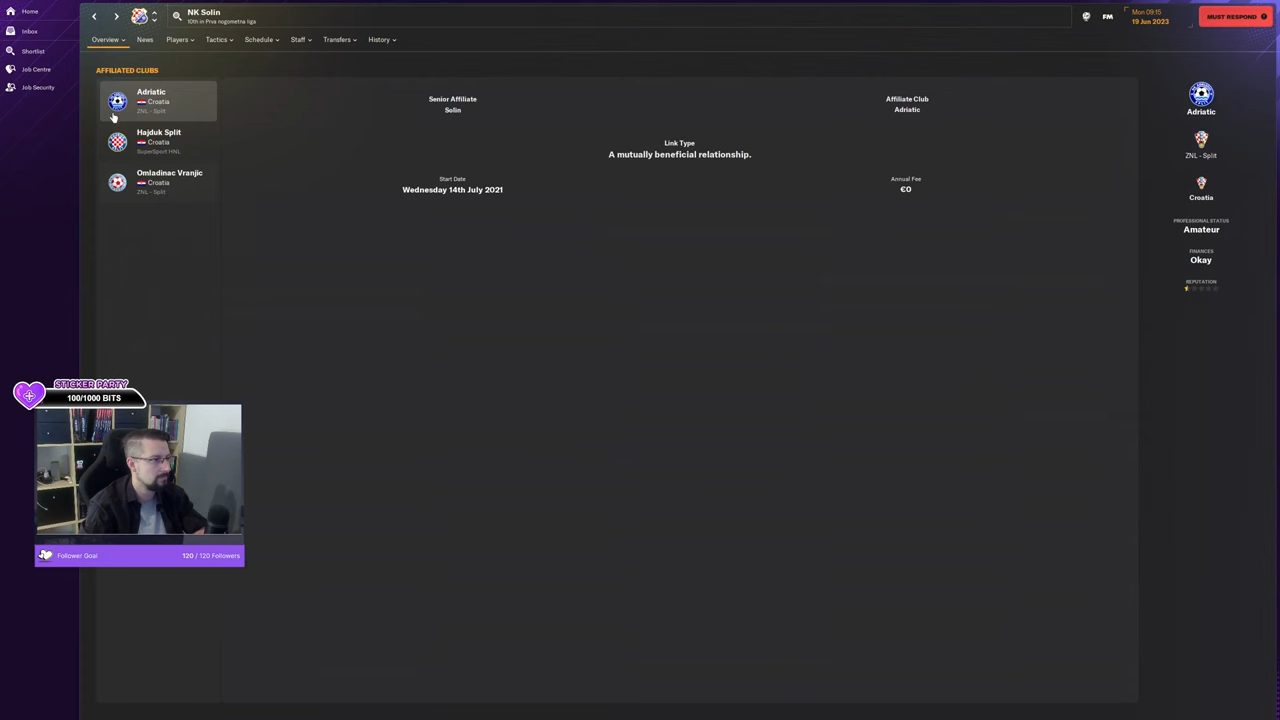 Home
Inbox
Shortlist
Job Centre
Job Security
NK Solin
10th in Prva nogometna liga
Mon 09:15
19 Jun 2023
FM
MUST RESPOND
Overview
News
Players
Tactics
Schedule
Staff
Transfers
History
AFFILIATED CLUBS
Adriatic
Croatia
ZNL - Split
Hajduk Split
Croatia
SuperSport HNL
Omladinac Vranjic
Croatia
ZNL - Split
Senior Affiliate
Solin
Affiliate Club
Adriatic
Link Type
A mutually beneficial relationship.
Start Date
Wednesday 14th July 2021
Annual Fee
€0
Adriatic
ZNL - Split
Croatia
PROFESSIONAL STATUS
Amateur
FINANCES
Okay
REPUTATION
STICKER PARTY
100/1000 BITS
Follower Goal
120 / 120 Followers